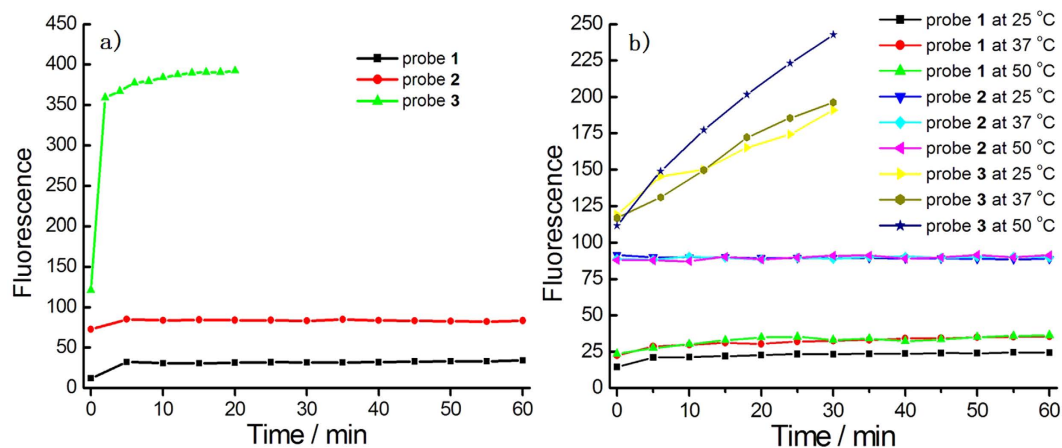 a)
probe 1
probe 2
probe 3
Fluorescence
450
400
350
300
250
200
150
100
50
0
0 10 20 30 40 50 60
Time / min
b)
probe 1 at 25 °C
probe 1 at 37 °C
probe 1 at 50 °C
probe 2 at 25 °C
probe 2 at 37 °C
probe 2 at 50 °C
probe 3 at 25 °C
probe 3 at 37 °C
probe 3 at 50 °C
Fluorescence
250
225
200
175
150
125
100
75
50
25
0
0 10 20 30 40 50 60
Time / min